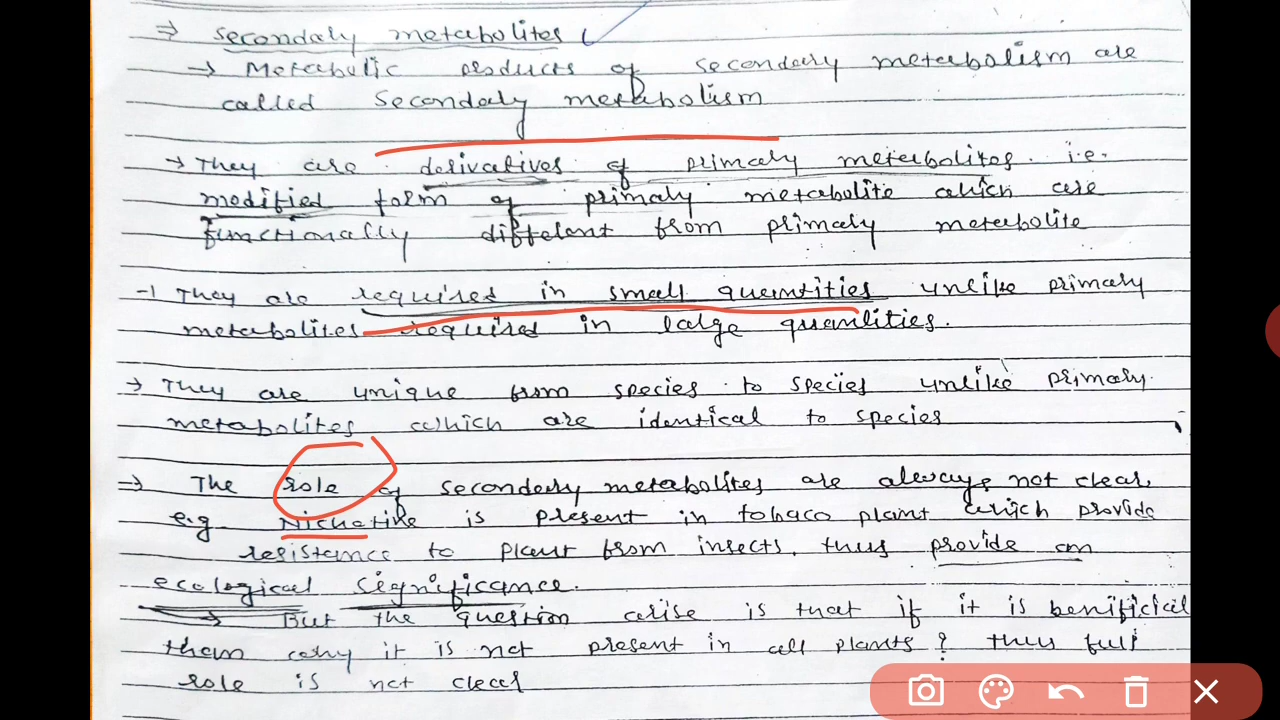 ⇒ Secondary metabolites
→ Metabolic products of secondary metabolism are
called Secondary metabolism
→ They are derivatives of primary metabolites. i.e.
modified form of primary metabolite which are
functionally different from primary metabolite
→ They are required in small quantities unlike primary
metabolites required in large quantities.
→ They are unique from species to species unlike primary
metabolites which are identical to species
⇒ The role of secondary metabolites are always not clear.
e.g. Nichotine is present in tobaco plant which provide
resistance to plant from insects, thus provide an
ecological significance.
→ But the question arise is that if it is benificial
them why it is not present in all plants? thus full
role is not clear